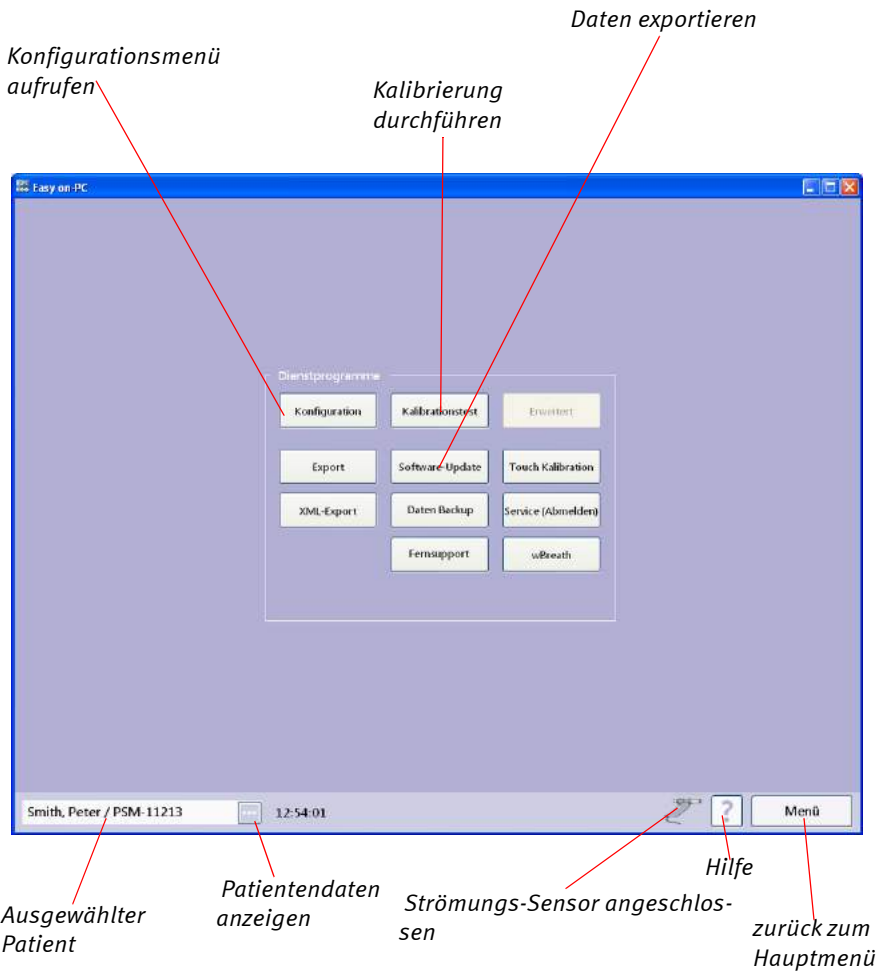 Daten exportieren
Konfigurationsmenü
aufrufen
Kalibrierung
durchführen
Easy on-PC
Dienstprogramme
Konfiguration
Kalibrationstest
Erweitert
Export
Software-Update
Touch Kalibration
XML-Export
Daten Backup
Service (Abmelden)
Fernsupport
wBreath
Smith, Peter / PSM-11213
...
12:54:01
?
Menü
Hilfe
Patientendaten
anzeigen
Strömungs-Sensor angeschlos-
sen
Ausgewählter
Patient
zurück zum
Hauptmenü